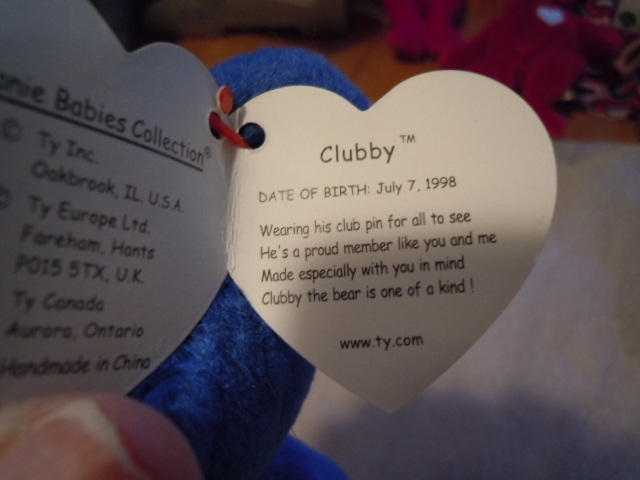 Babies Collection®
© Ty Inc.
Oakbrook, IL. U.S.A.
© Ty Europe Ltd.
Fareham, Hants
PO15 5TX, U.K.
Ty Canada
Aurora, Ontario
Handmade in China
Clubby™
DATE OF BIRTH: July 7, 1998
Wearing his club pin for all to see
He's a proud member like you and me
Made especially with you in mind
Clubby the bear is one of a kind !
www.ty.com